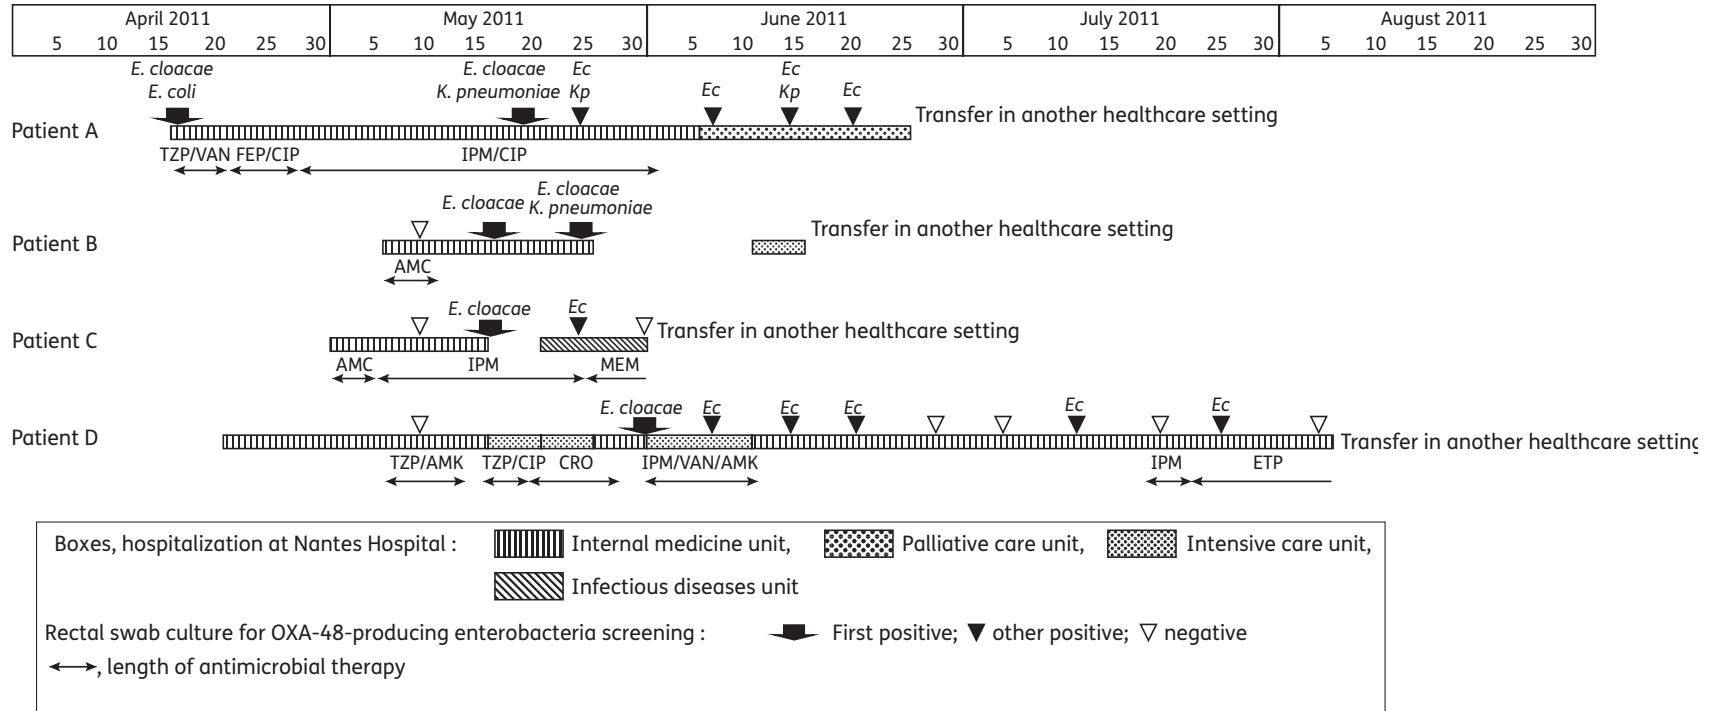 April 2011 May 2011 June 2011 July 2011 August 2011
5 10 15 20 25 30 5 10 15 20 25 30 5 10 15 20 25 30 5 10 15 20 25 30 5 10 15 20 25 30
E. cloacae E. cloacae Ec Ec
E. coli K. pneumoniae Kp Ec Kp Ec
Patient A Transfer in another healthcare setting
TZP/VAN FEP/CIP IPM/CIP
E. cloacae
E. cloacae K. pneumoniae
Patient B Transfer in another healthcare setting
AMC
E. cloacae Ec
Patient C Transfer in another healthcare setting
AMC IPM MEM
E. cloacae Ec Ec Ec Ec Ec
Patient D Transfer in another healthcare setting
TZP/AMK TZP/CIP CRO IPM/VAN/AMK IPM ETP
Boxes, hospitalization at Nantes Hospital : Internal medicine unit, Palliative care unit, Intensive care unit,
Infectious diseases unit
Rectal swab culture for OXA-48-producing enterobacteria screening : First positive; other positive; negative
, length of antimicrobial therapy